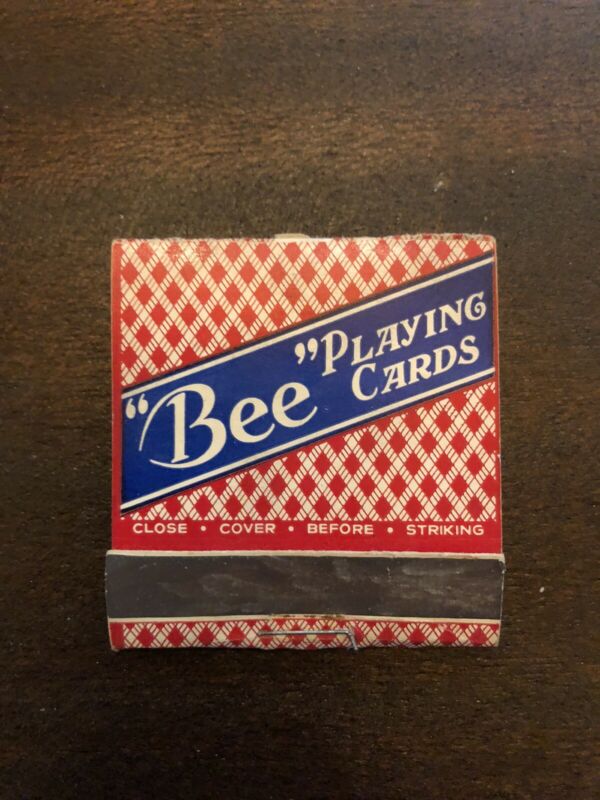 “Bee” PLAYING
CARDS
CLOSE • COVER • BEFORE • STRIKING